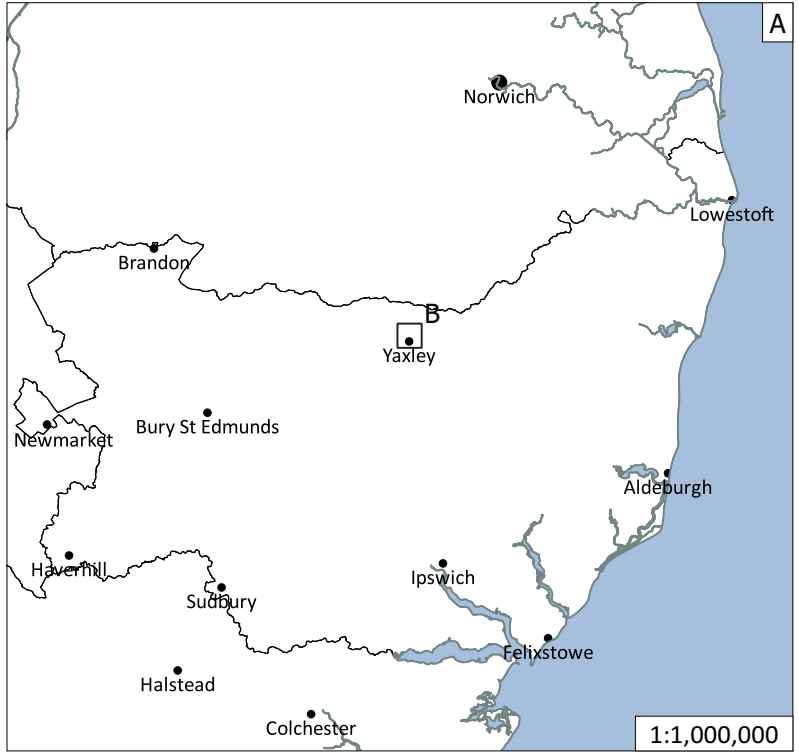 A
Norwich
Lowestoft
Brandon
B
Yaxley
Bury St Edmunds
Newmarket
Aldeburgh
Haverhill
Ipswich
Sudbury
Felixstowe
Halstead
Colchester
1:1,000,000